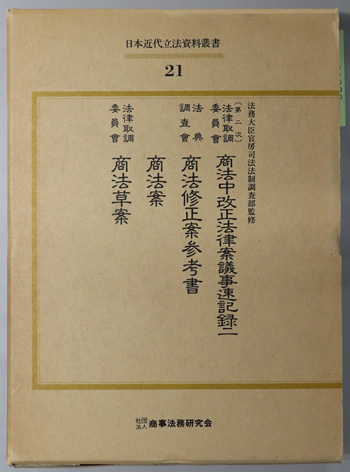 日本近代立法資料叢書
21
法務大臣官房司法法制調査部監修
〔第二次〕
法律取調
委員會
商法中改正法律案議事速記録二
法典
調査會
商法修正案参考書
商法案
法律取調
委員會
商法草案
社団
法人
商事法務研究会